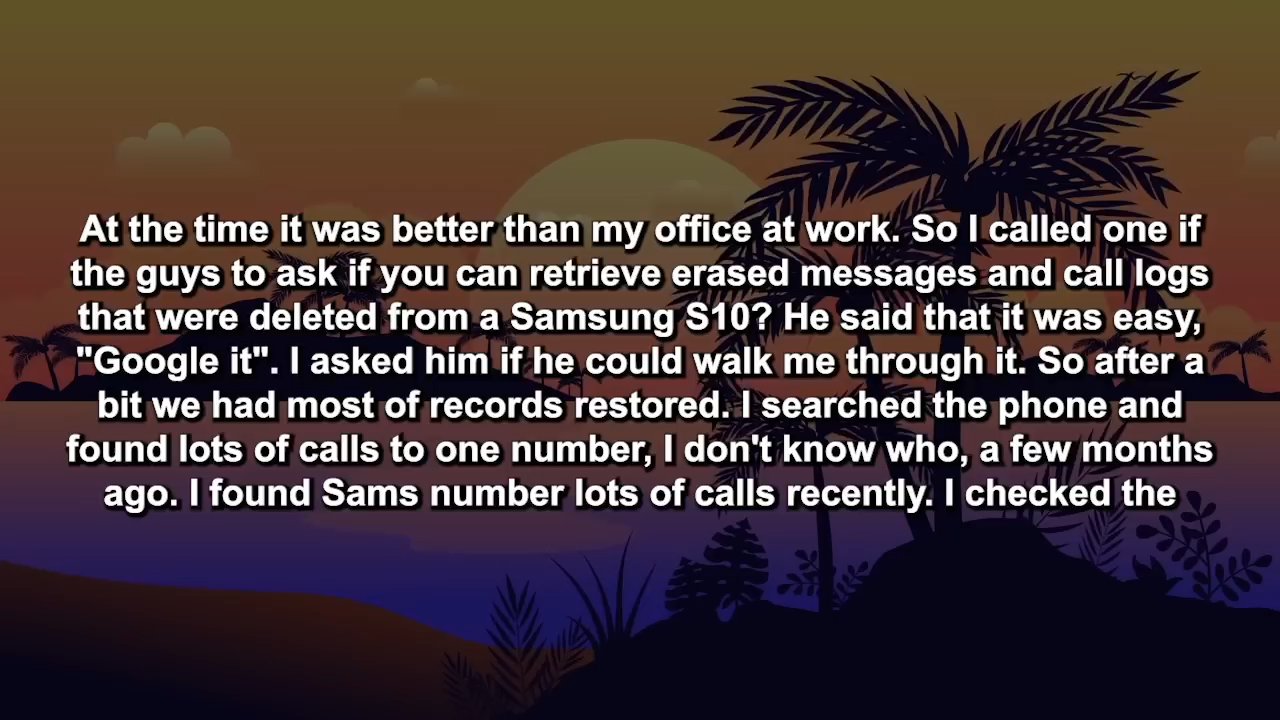 At the time it was better than my office at work. So I called one if
the guys to ask if you can retrieve erased messages and call logs
that were deleted from a Samsung S10? He said that it was easy,
"Google it". I asked him if he could walk me through it. So after a
bit we had most of records restored. I searched the phone and
found lots of calls to one number, I don't know who, a few months
ago. I found Sams number lots of calls recently. I checked the